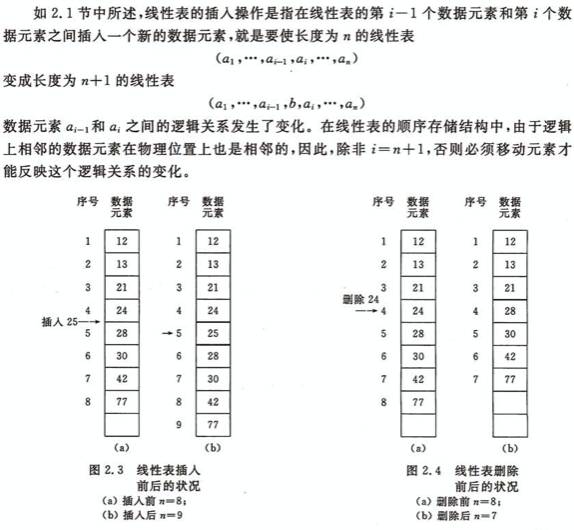 如 2.1 节中所述,线性表的插入操作是指在线性表的第 i−1 个数据元素和第 i 个数
据元素之间插入一个新的数据元素,就是要使长度为 n 的线性表
(a₁,⋯,aᵢ₋₁,aᵢ,⋯,aₙ)
变成长度为 n+1 的线性表
(a₁,⋯,aᵢ₋₁,b,aᵢ,⋯,aₙ)
数据元素 aᵢ₋₁和 aᵢ 之间的逻辑关系发生了变化。在线性表的顺序存储结构中,由于逻辑
上相邻的数据元素在物理位置上也是相邻的,因此,除非 i=n+1,否则必须移动元素才
能反映这个逻辑关系的变化。
序号 数据 序号 数据 序号 数据 序号 数据
元素 元素 元素 元素
1 12 1 12 1 12 1 12
2 13 2 13 2 13 2 13
3 21 3 21 3 21 3 21
删除 24
4 24 4 24 →4 24 4 28
插入 25→
5 28 →5 25 5 28 5 30
6 30 6 28 6 30 6 42
7 42 7 30 7 42 7 77
8 77 8 42 8 77
9 77
(a) (b) (a) (b)
图 2.3 线性表插入 图 2.4 线性表删除
前后的状况 前后的状况
(a) 插入前 n=8; (a) 删除前 n=8;
(b) 插入后 n=9 (b) 删除后 n=7